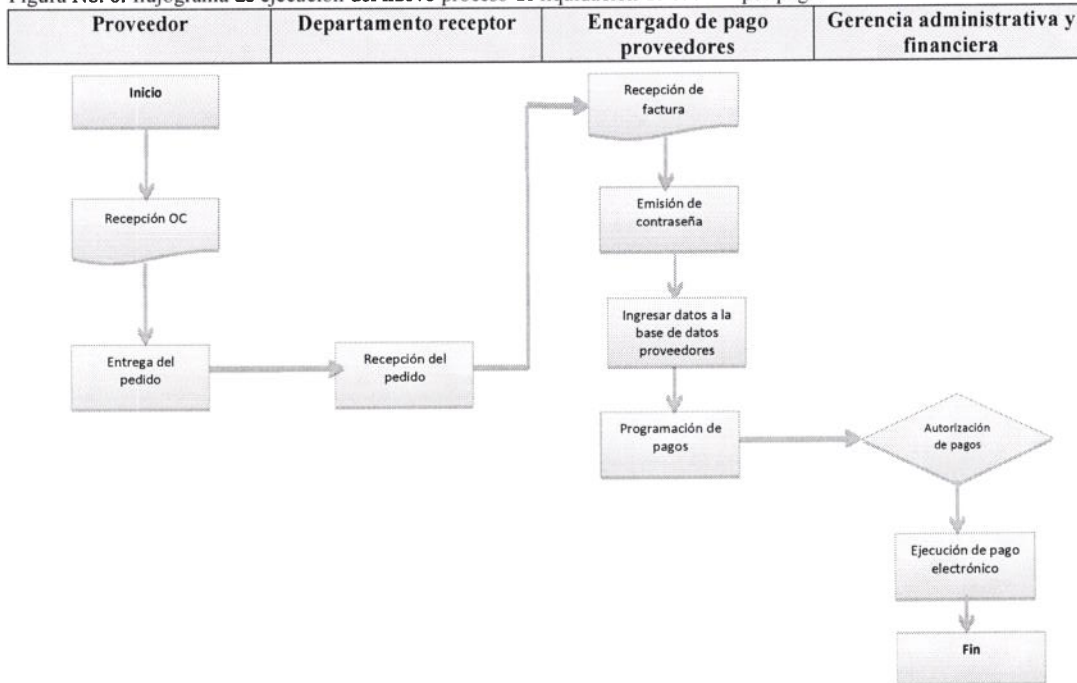 Proveedor
Departamento receptor
Encargado de pago
proveedores
Gerencia administrativa y
financiera
Inicio
Recepción OC
Entrega del
pedido
Recepción del
pedido
Recepción de
factura
Emisión de
contraseña
Ingresar datos a la
base de datos
proveedores
Programación de
pagos
Autorización
de pagos
Ejecución de pago
electrónico
Fin